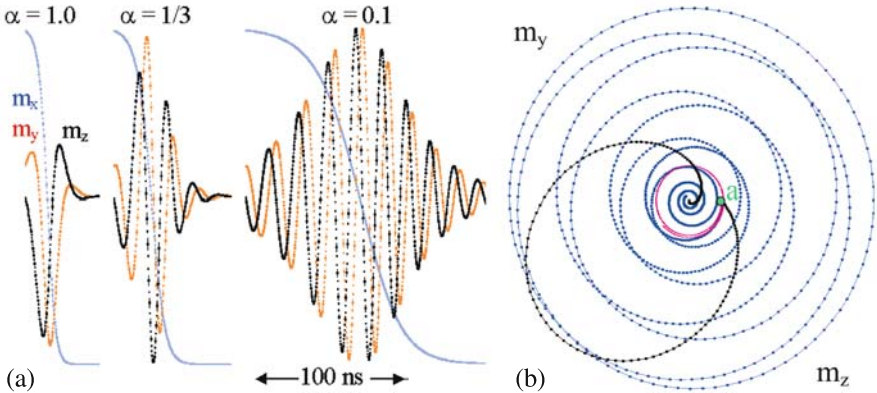 α = 1.0
α = 1/3
α = 0.1
mx
my
mz
(a)
100 ns
my
a
mz
(b)